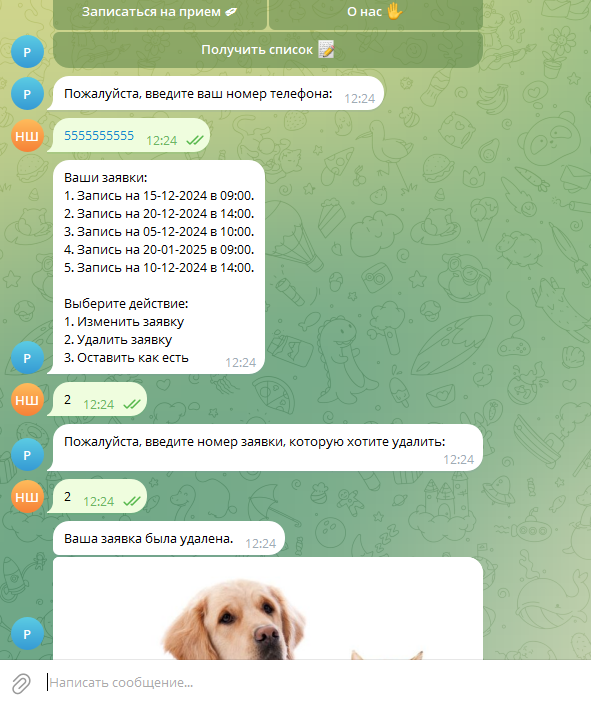 Записаться на прием ✒
О нас ✋
Получить список 📝
Р
Р
Пожалуйста, введите ваш номер телефона:
12:24
НШ
5555555555
12:24
Ваши заявки:
1. Запись на 15-12-2024 в 09:00.
2. Запись на 20-12-2024 в 14:00.
3. Запись на 05-12-2024 в 10:00.
4. Запись на 20-01-2025 в 09:00.
5. Запись на 10-12-2024 в 14:00.
Выберите действие:
1. Изменить заявку
2. Удалить заявку
3. Оставить как есть
12:24
Р
НШ
2
12:24
Пожалуйста, введите номер заявки, которую хотите удалить:
12:24
Р
НШ
2
12:24
Ваша заявка была удалена.
12:24
Р
Написать сообщение...